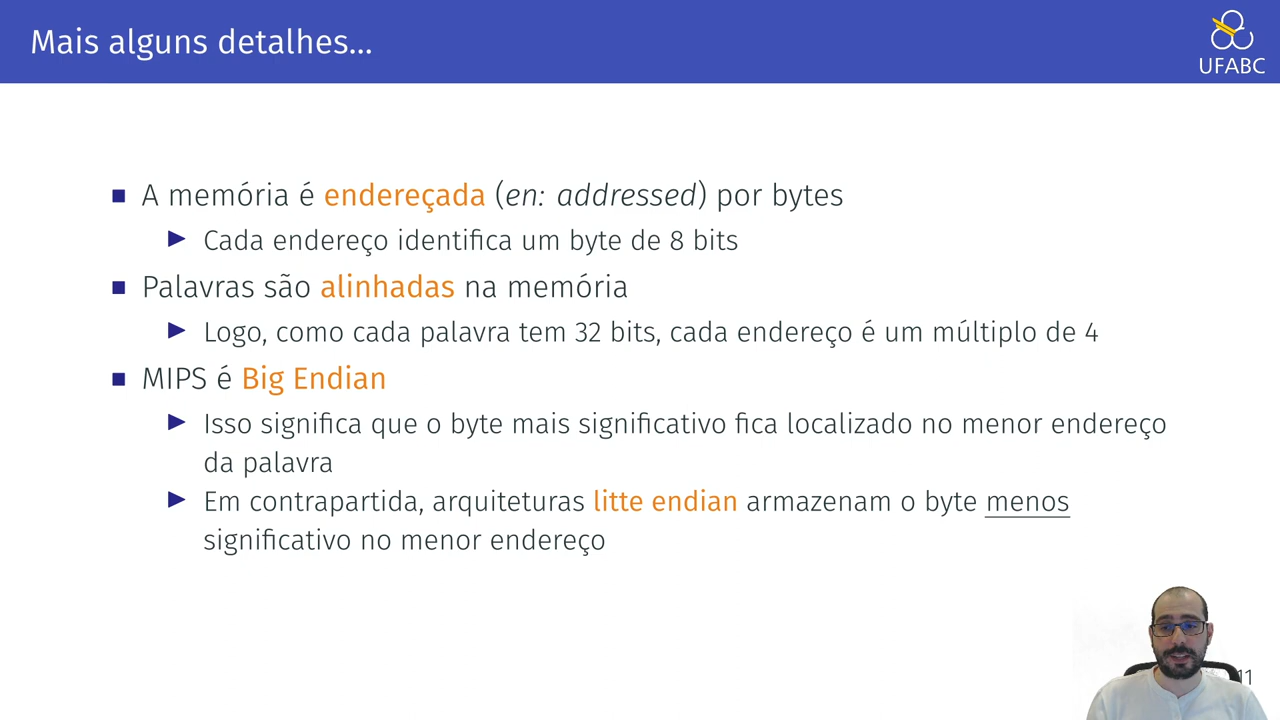 Mais alguns detalhes...
UFABC
A memória é endereçada (en: addressed) por bytes
Cada endereço identifica um byte de 8 bits
Palavras são alinhadas na memória
Logo, como cada palavra tem 32 bits, cada endereço é um múltiplo de 4
MIPS é Big Endian
Isso significa que o byte mais significativo fica localizado no menor endereço
da palavra
Em contrapartida, arquiteturas litte endian armazenam o byte menos
significativo no menor endereço
11